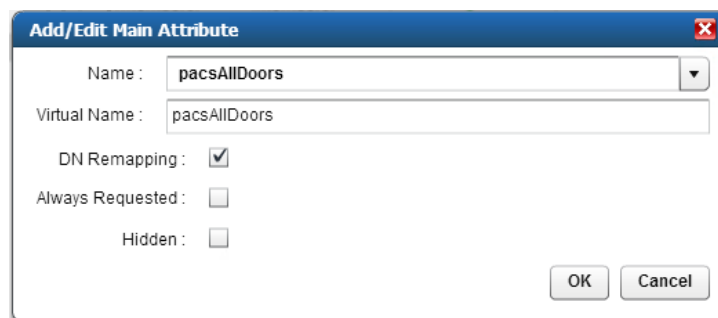 Add/Edit Main Attribute
Name : pacsAllDoors
Virtual Name : pacsAllDoors
DN Remapping :
Always Requested :
Hidden :
OK Cancel